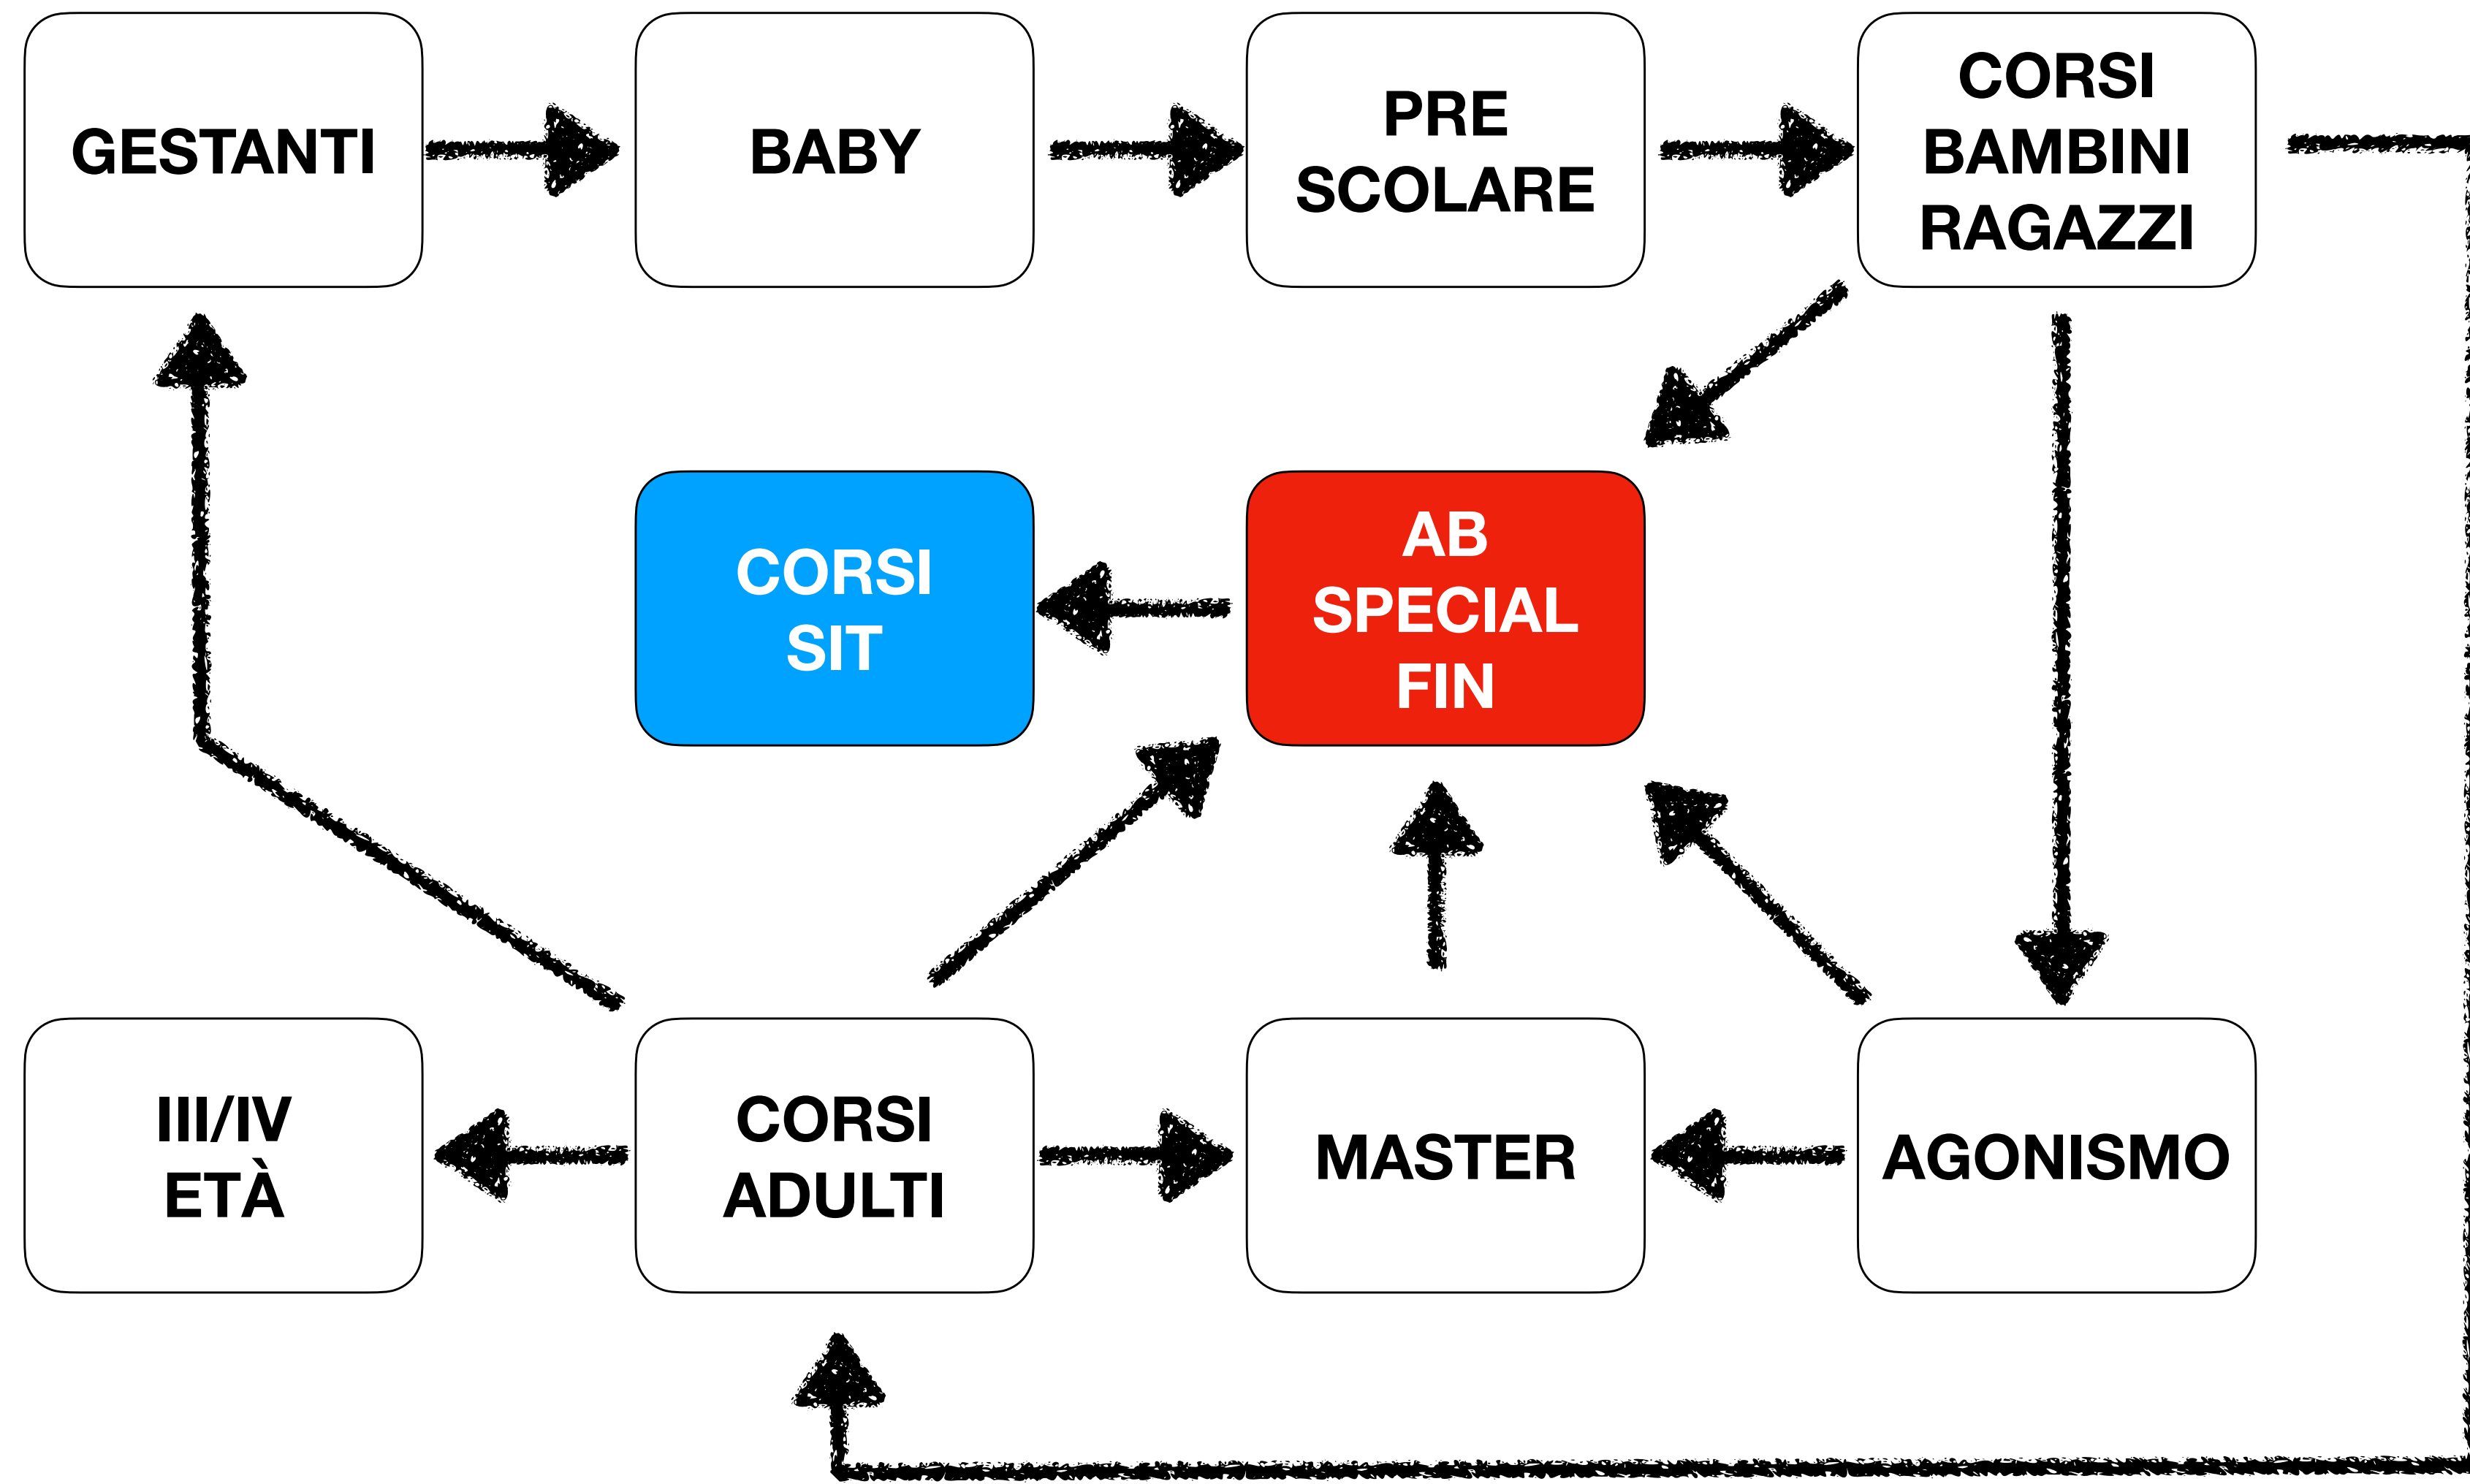 GESTANTI
BABY
PRE
SCOLARE
CORSI
BAMBINI
RAGAZZI
CORSI
SIT
AB
SPECIAL
FIN
III/IV
ETÀ
CORSI
ADULTI
MASTER
AGONISMO